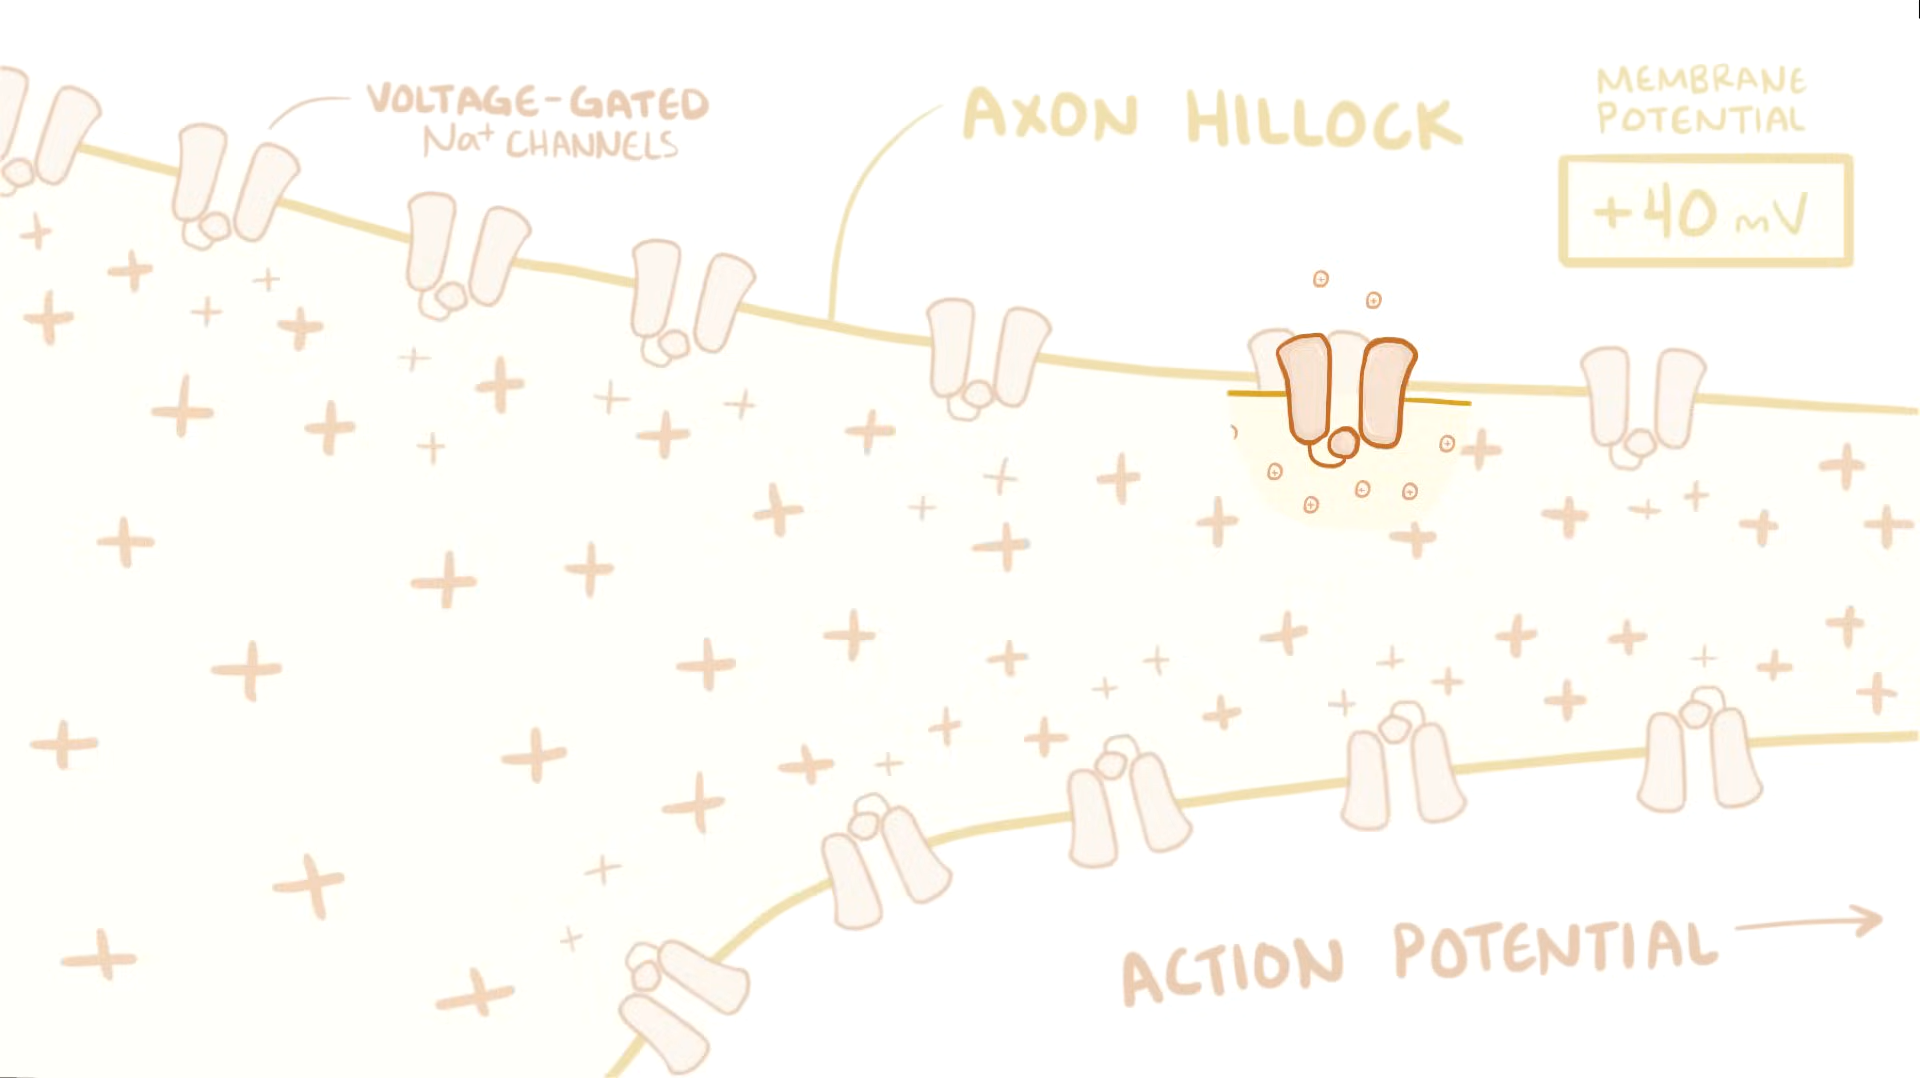 VOLTAGE-GATED
Na⁺ CHANNELS
AXON HILLOCK
MEMBRANE
POTENTIAL
+40 mV
ACTION POTENTIAL